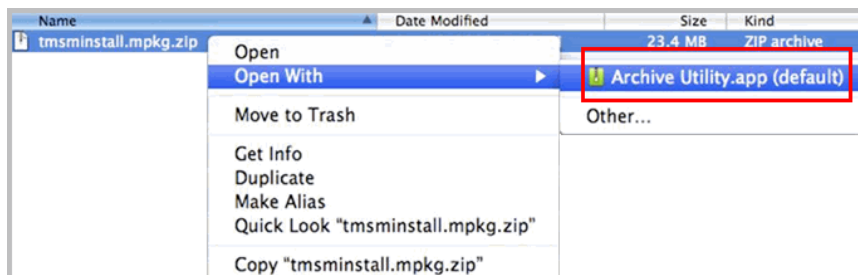 Name Date Modified Size Kind
tmsminstall.mpkg.zip 23.4 MB ZIP archive
Open
Open With Archive Utility.app (default)
Move to Trash Other...
Get Info
Duplicate
Make Alias
Quick Look “tmsminstall.mpkg.zip”
Copy “tmsminstall.mpkg.zip”